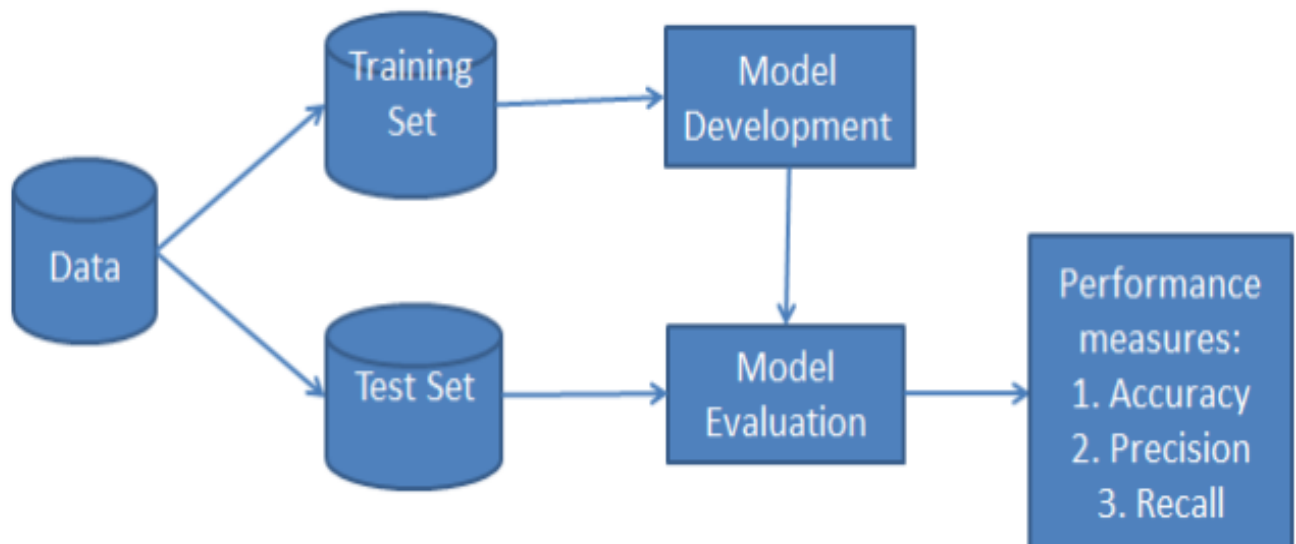 Data
Training
Set
Test Set
Model
Development
Model
Evaluation
Performance
measures:
1. Accuracy
2. Precision
3. Recall